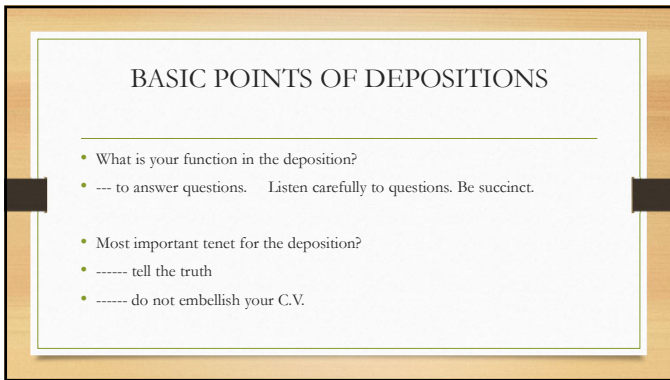 BASIC POINTS OF DEPOSITIONS
• What is your function in the deposition?
• --- to answer questions. Listen carefully to questions. Be succinct.
• Most important tenet for the deposition?
• ------ tell the truth
• ------ do not embellish your C.V.